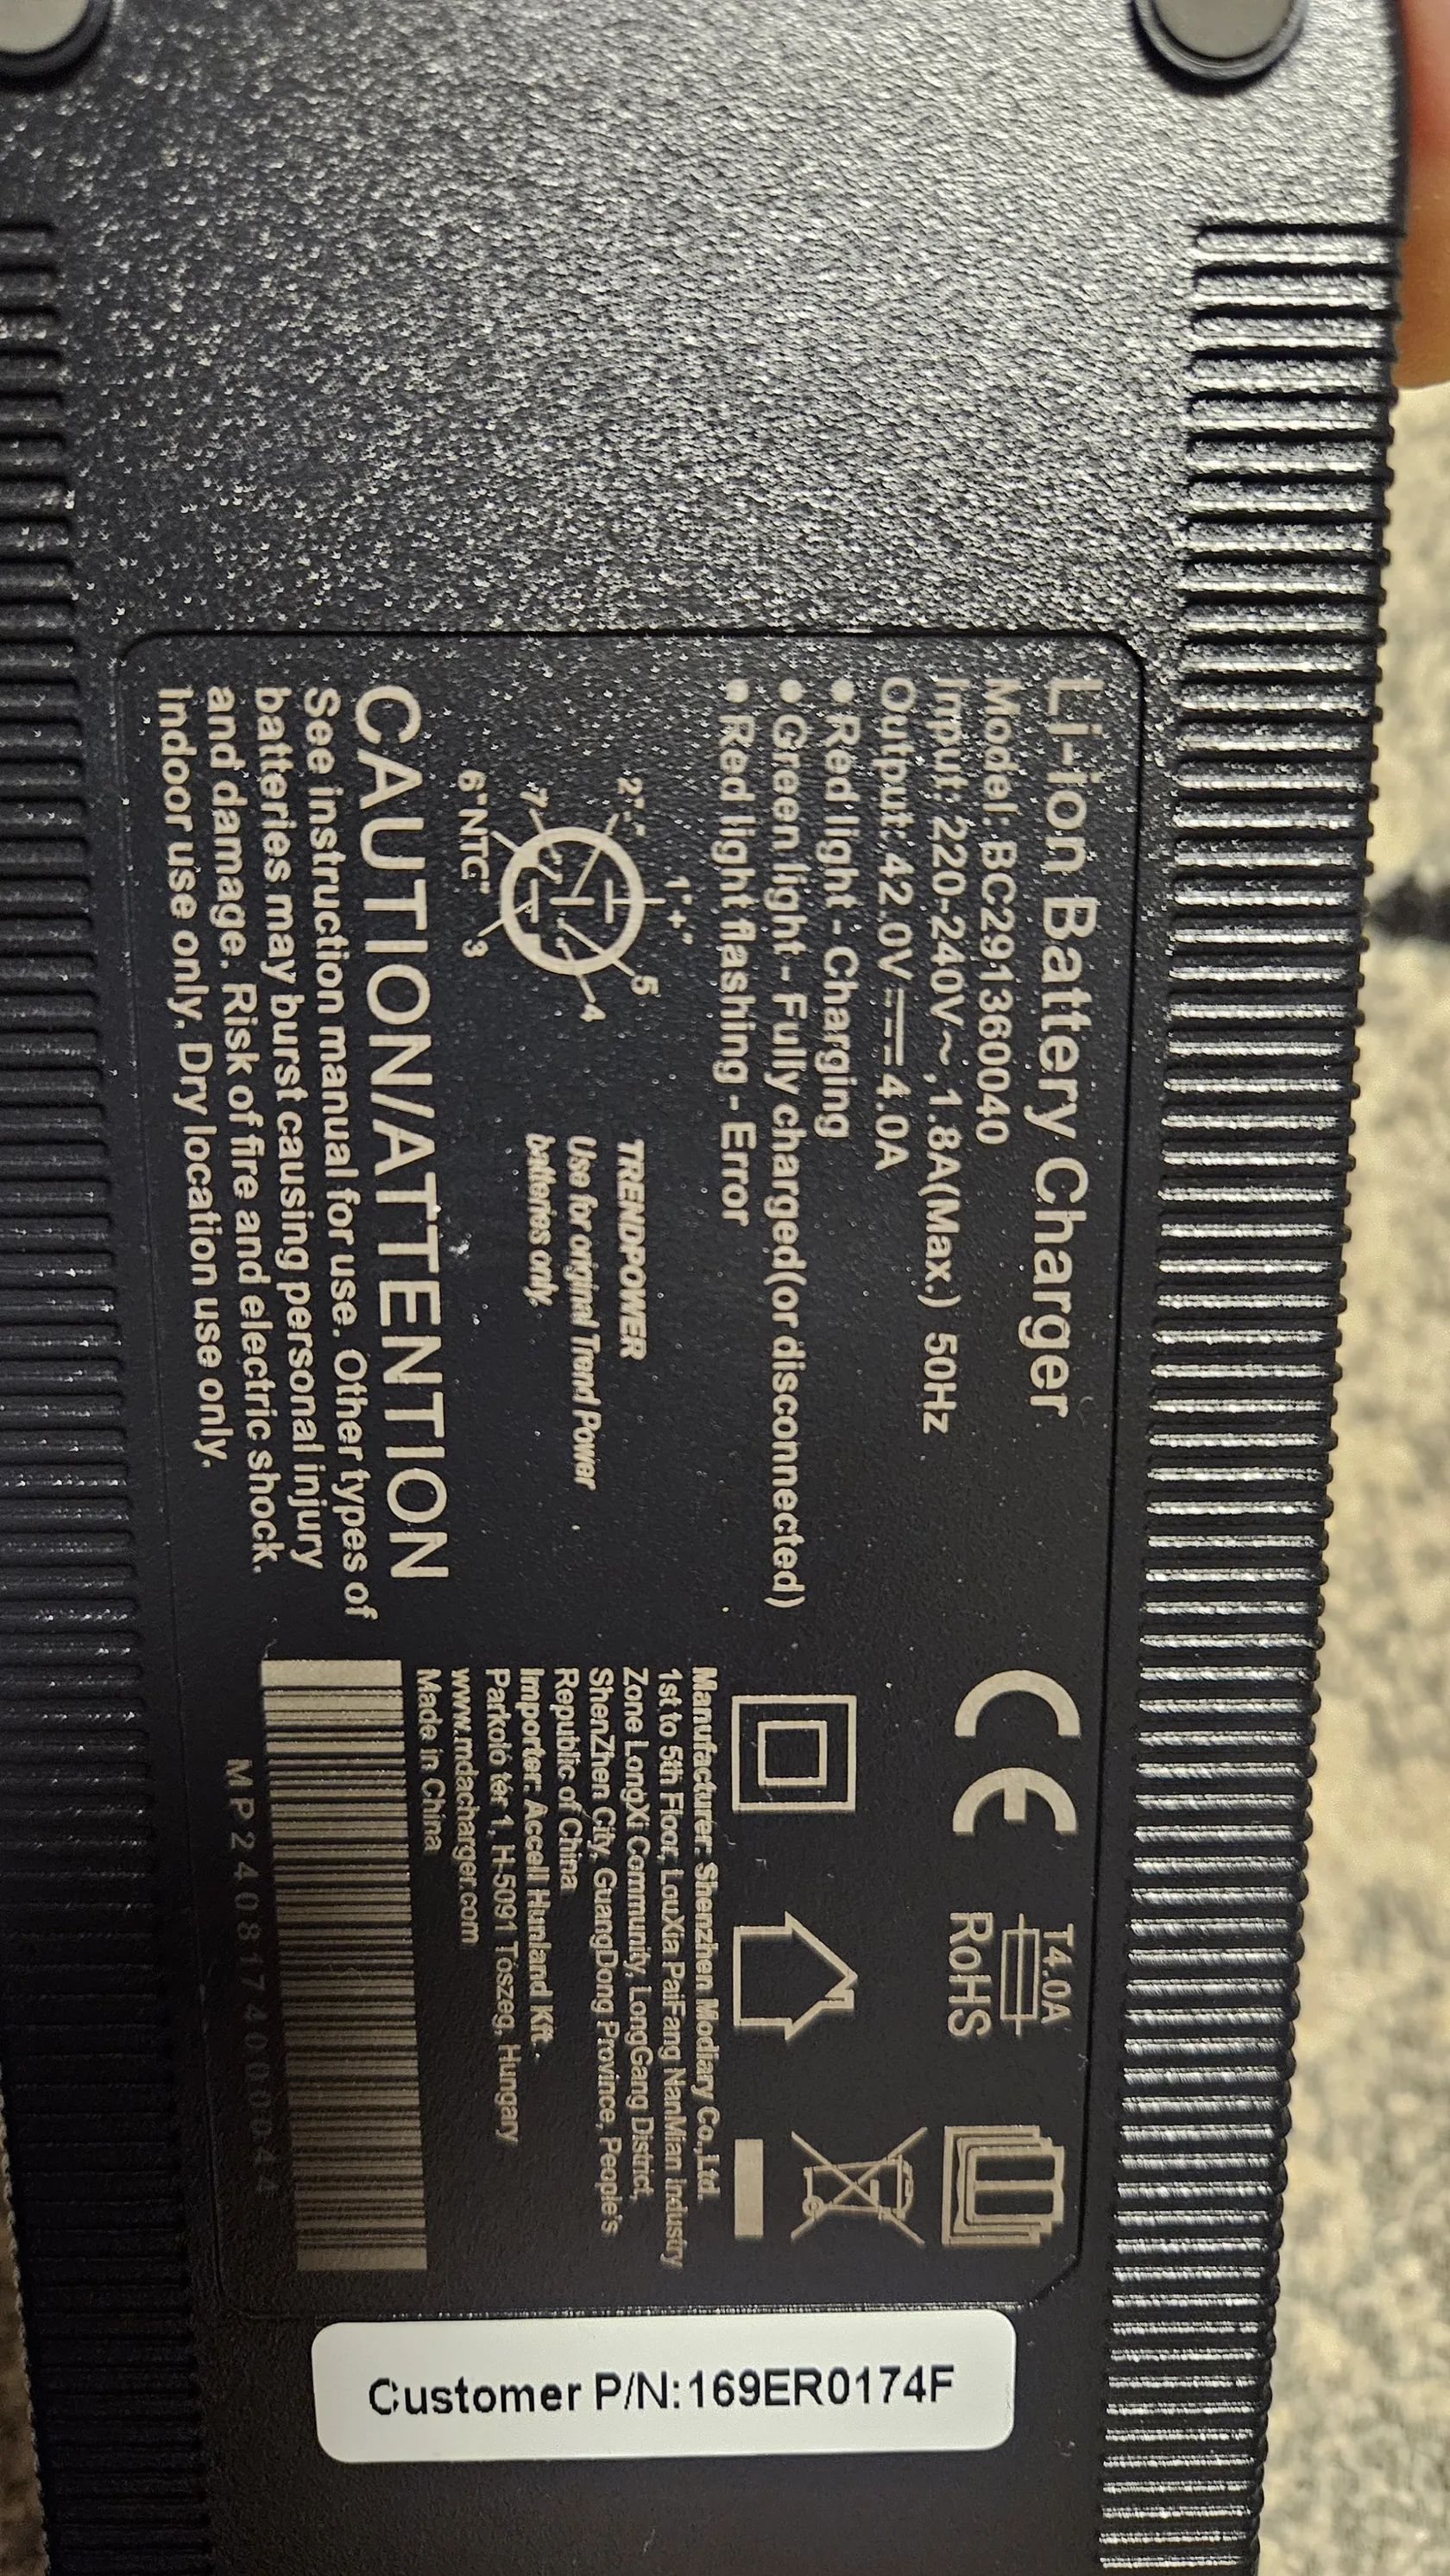 Li-ion Battery Charger
Model: BC291360040
Input: 220-240V~, 1.8A(Max.) 50Hz
Output: 42.0V⎓4.0A
● Red light - Charging
● Green light - Fully charged(or disconnected)
● Red light flashing - Error
1"+"
2"-"
5
4
7
6"NTC"
3
TRENDPOWER
Use for original Trend Power
batteries only.
CAUTION/ATTENTION
See instruction manual for use. Other types of
batteries may burst causing personal injury
and damage. Risk of fire and electric shock.
Indoor use only. Dry location use only.
CE
T4.0A
RoHS
Manufacturer: Shenzhen Modiary Co.,Ltd.
1st to 5th Floor, LouXia PaiFang NanMian Industry
Zone LongXi Community, LongGang District,
ShenZhen City, GuangDong Province, People's
Republic of China
Importer: Accell Hunland Kft.
Parkoló tér 1, H-5091 Tószeg, Hungary
www.mdacharger.com
Made in China
MP240817400044
Customer P/N:169ER0174F